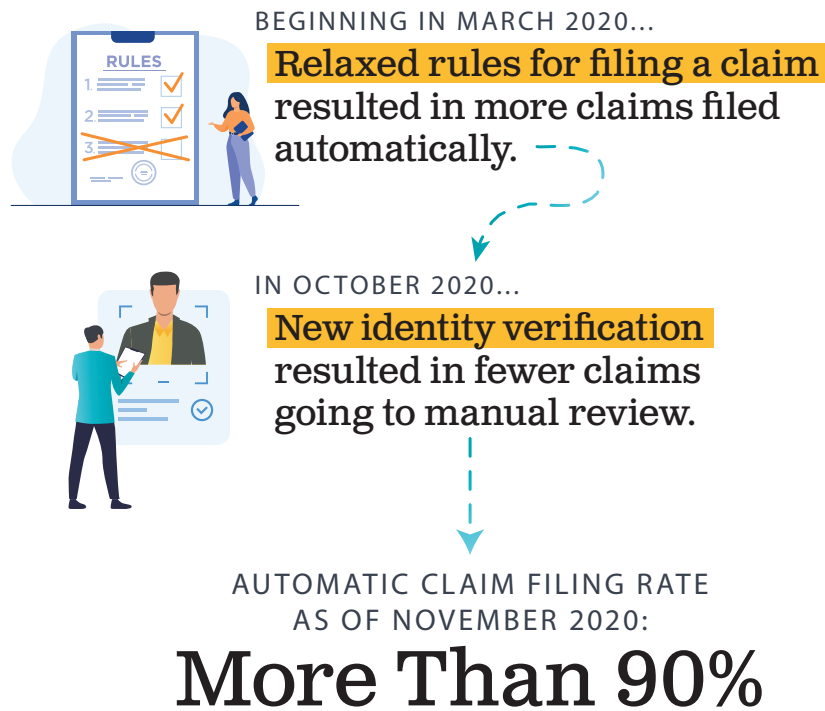 RULES
1.
2.
3.
BEGINNING IN MARCH 2020...
Relaxed rules for filing a claim
resulted in more claims filed
automatically.
IN OCTOBER 2020...
New identity verification
resulted in fewer claims
going to manual review.
AUTOMATIC CLAIM FILING RATE
AS OF NOVEMBER 2020:
More Than 90%